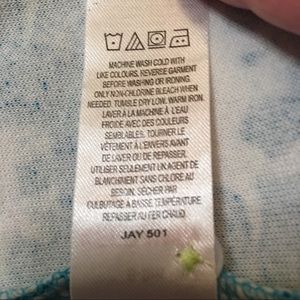 MACHINE WASH COLD WITH
LIKE COLOURS. REVERSE GARMENT
BEFORE WASHING OR IRONING.
ONLY NON-CHLORINE BLEACH WHEN
NEEDED. TUMBLE DRY LOW. WARM IRON.
LAVER À LA MACHINE À L'EAU
FROIDE AVEC DES COULEURS
SEMBLABLES. TOURNER LE
VÊTEMENT À L'ENVERS AVANT
DE LAVER OU DE REPASSER.
UTILISER SEULEMENT UN AGENT DE
BLANCHIMENT SANS CHLORE AU
BESOIN. SÉCHER PAR
CULBUTAGE À BASSE TEMPÉRATURE.
REPASSER AU FER CHAUD.
JAY 501